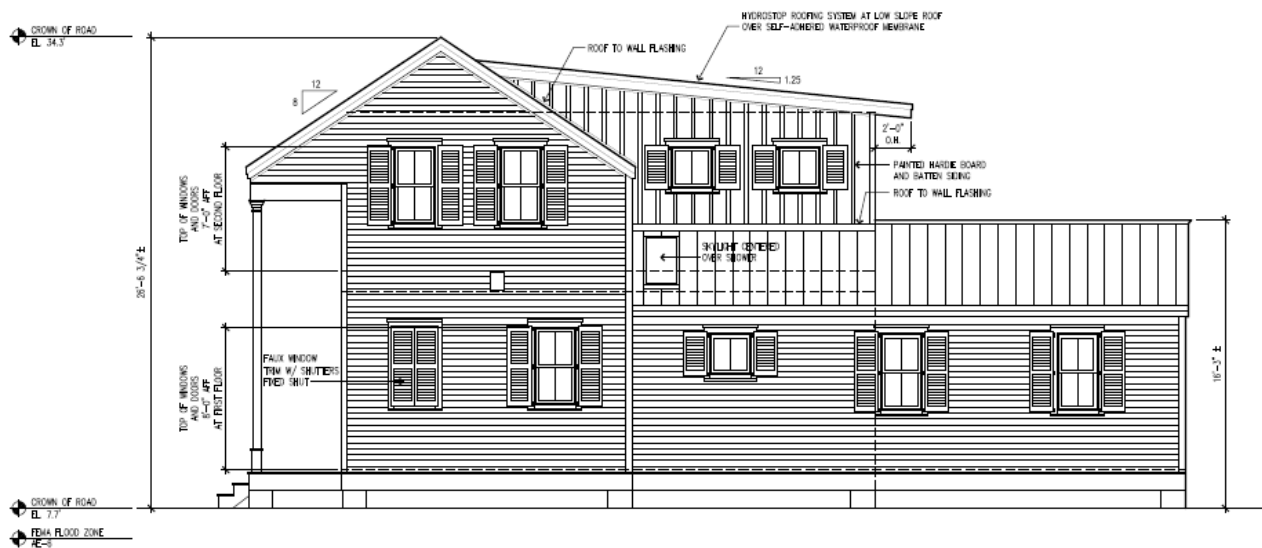 HYDROSTOP ROOFING SYSTEM AT LOW SLOPE ROOF
OVER SELF-ADHERED WATERPROOF MEMBRANE
CROWN OF ROAD
EL 34.3'
ROOF TO WALL FLASHING
12
1.25
12
8
2'-0"
O.H.
PAINTED HARDIE BOARD
AND BATTEN SIDING
ROOF TO WALL FLASHING
TOP OF WINDOWS
AND DOORS
7'-0" AFF
AT SECOND FLOOR
SKYLIGHT CENTERED
OVER SHOWER
26'-6 3/4" ±
FAUX WINDOW
TRIM W/ SHUTTERS
FIXED SHUT
TOP OF WINDOWS
AND DOORS
8'-0" AFF
AT FIRST FLOOR
16'-3" ±
CROWN OF ROAD
EL 7.7'
FEMA FLOOD ZONE